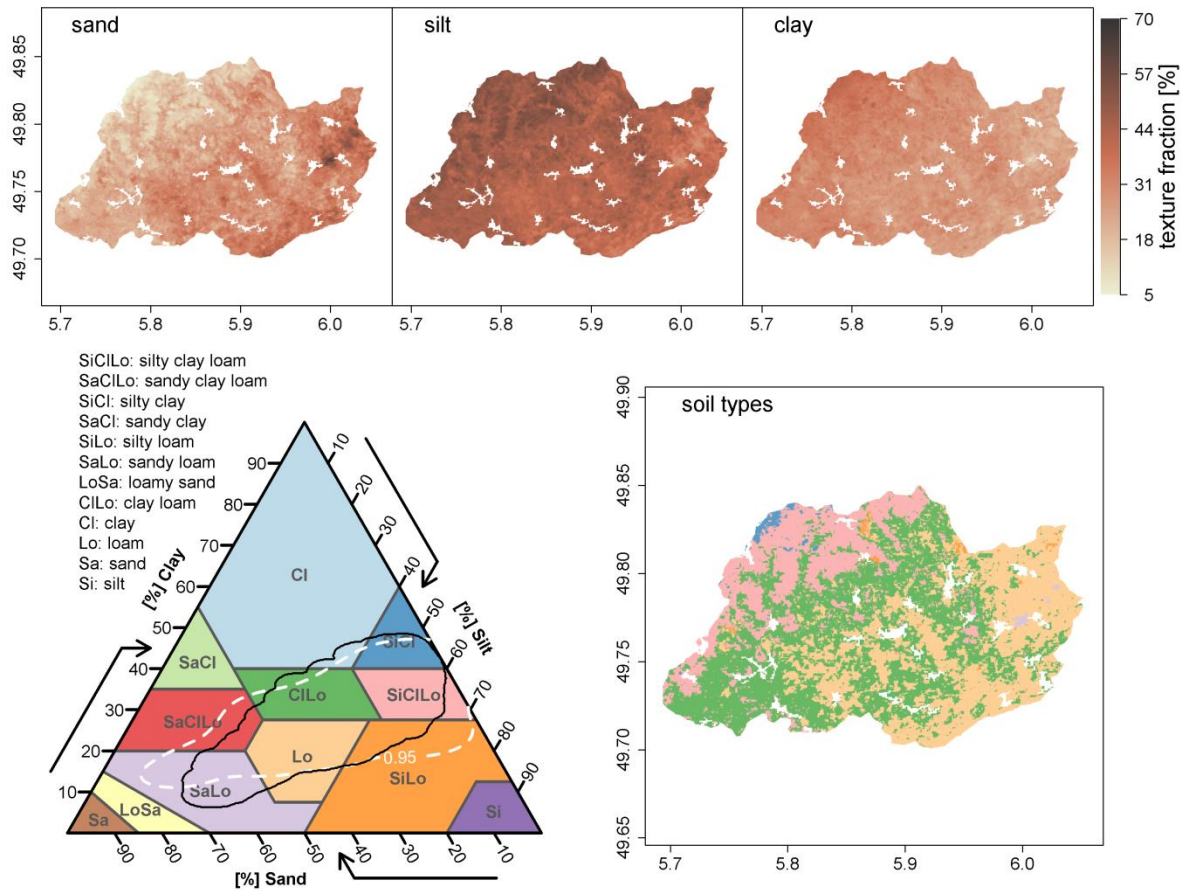 sand
silt
clay
70
57
44
31
18
5
texture fraction [%]
49.85
49.80
49.75
49.70
5.7
5.8
5.9
6.0
5.7
5.8
5.9
6.0
5.7
5.8
5.9
6.0
SiClLo: silty clay loam
SaClLo: sandy clay loam
SiCl: silty clay
SaCl: sandy clay
SiLo: silty loam
SaLo: sandy loam
LoSa: loamy sand
ClLo: clay loam
Cl: clay
Lo: loam
Sa: sand
Si: silt
[%] Clay
90
80
70
60
50
40
30
20
10
[%] Silt
10
20
30
40
50
60
70
80
90
Cl
SiCl
SaCl
ClLo
SiClLo
SaClLo
Lo
0.95
SiLo
SaLo
LoSa
Sa
Si
90
80
70
60
50
40
30
20
10
[%] Sand
soil types
49.90
49.85
49.80
49.75
49.70
49.65
5.7
5.8
5.9
6.0